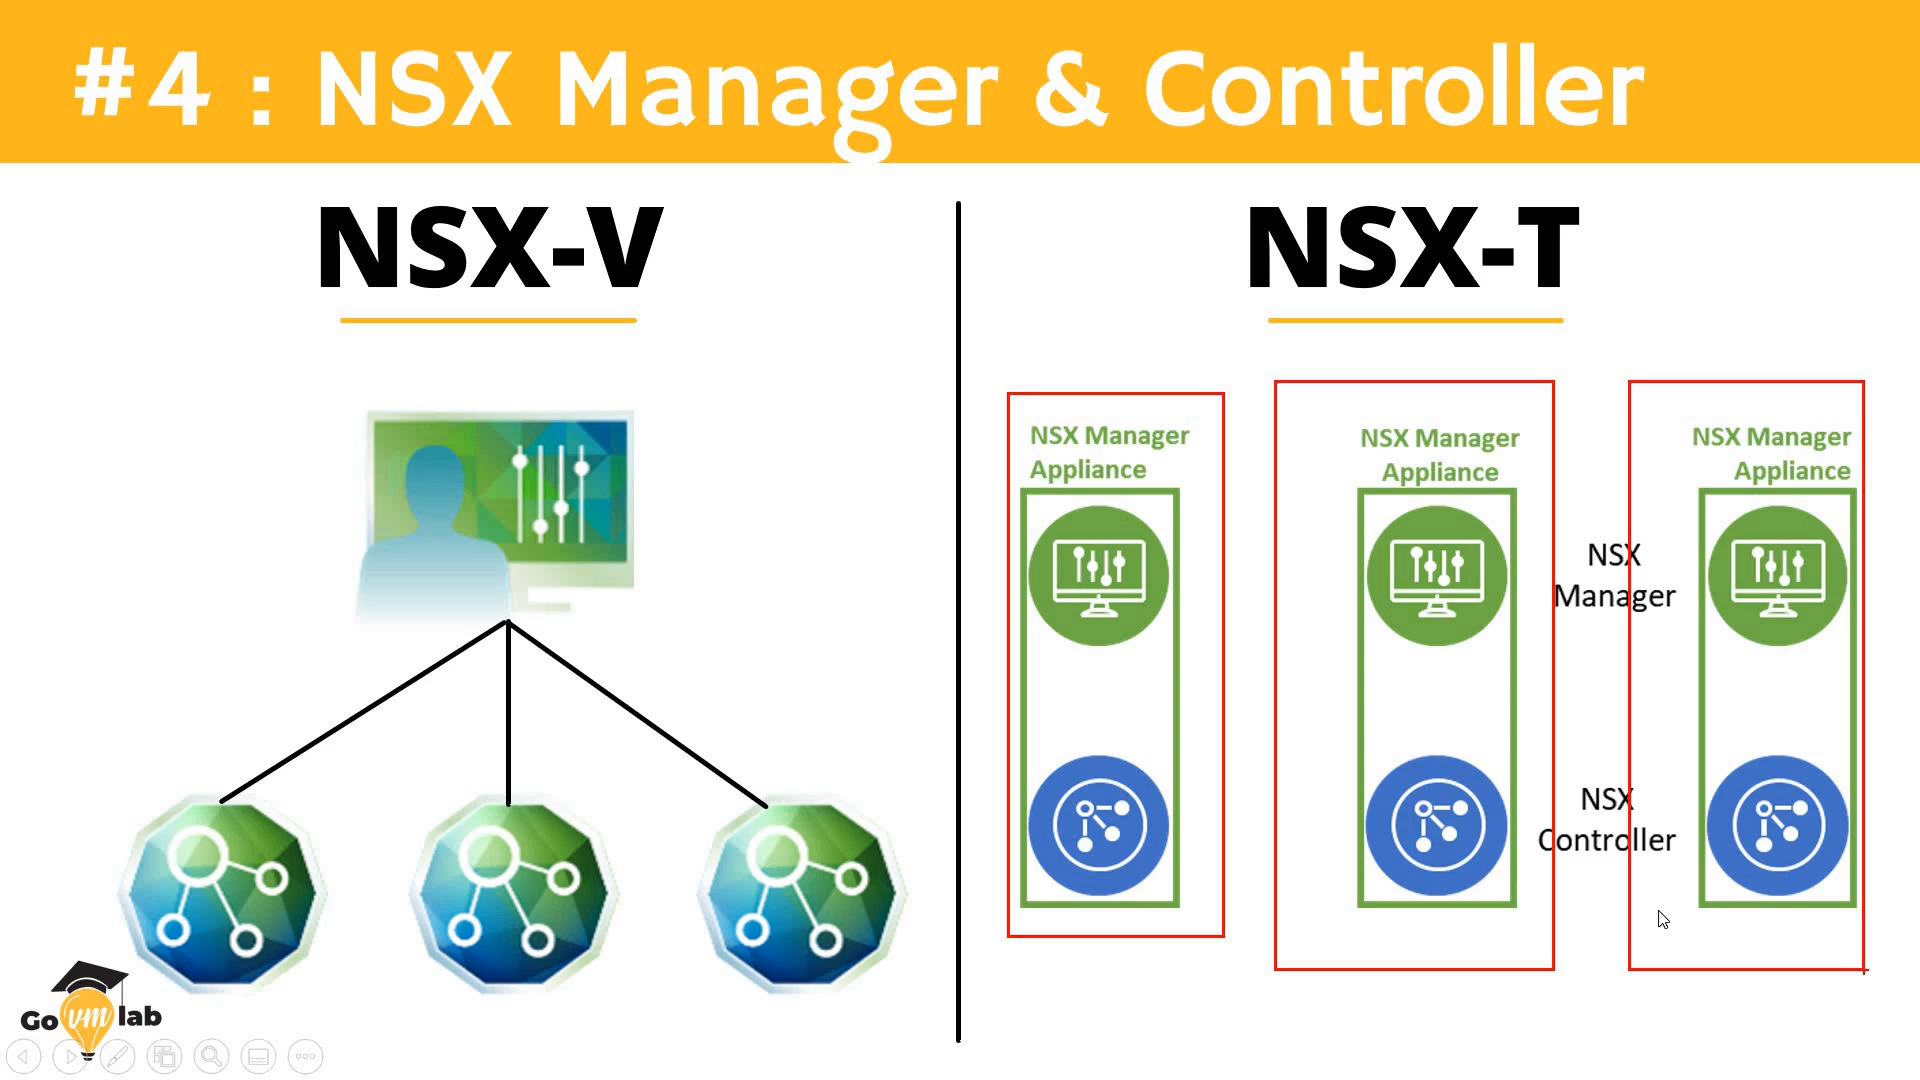 #4 : NSX Manager & Controller
NSX-V
NSX-T
NSX Manager
Appliance
NSX Manager
Appliance
NSX Manager
Appliance
NSX
Manager
NSX
Controller
Go vm lab